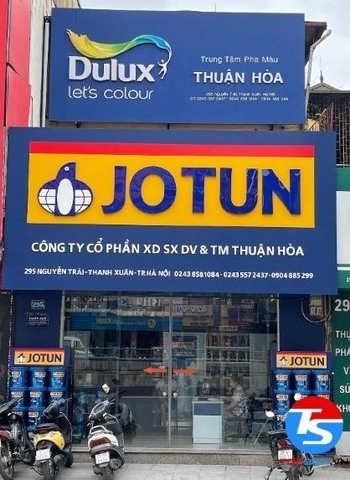 Dulux
let's colour
Trung Tâm Pha Màu
THUẬN HÒA
JOTUN
CÔNG TY CỔ PHẦN XD SX DV & TM THUẬN HÒA
295 NGUYỄN TRÃI - THANH XUÂN - TP. HÀ NỘI 0243 8581084 - 0243 557 2437 - 0904 885 299
JOTUN
JOTUN
TS